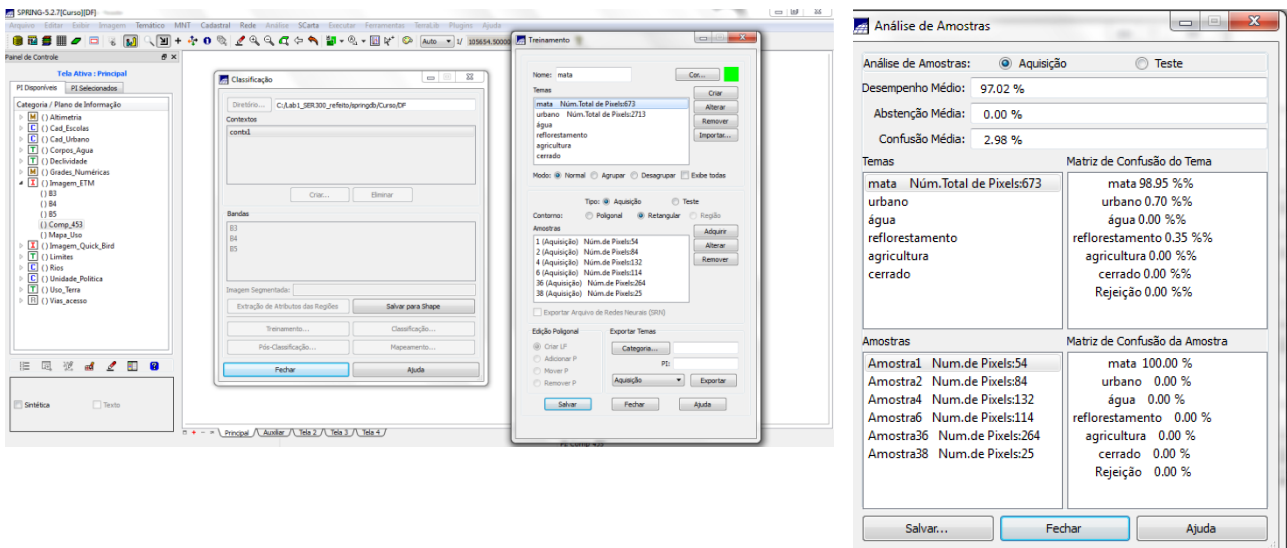 SPRING-5.2.7[Curso][DF]
Arquivo Editar Exibir Imagem Temático MNT Cadastral Rede Análise SCarta Executar Ferramentas TerraLib Plugins Ajuda
Auto 1/ 105654.50000
Painel de Controle
Tela Ativa : Principal
PI Disponíveis PI Selecionados
Categoria / Plano de Informação
M () Altimetria
C () Cad_Escolas
C () Cad_Urbano
T () Corpos_Agua
T () Declividade
M () Grades_Numéricas
I () Imagem_ETM
() B3
() B4
() B5
() Comp_453
() Mapa_Uso
I () Imagem_Quick_Bird
T () Limites
C () Rios
C () Unidade_Politica
T () Uso_Terra
R () Vias_acesso
Sintética Texto
Principal Auxiliar Tela 2 Tela 3 Tela 4
Classificação
Diretório... C:/Lab1_SER300_refeito/springdb/Curso/DF
Contextos
contx1
Criar... Eliminar
Bandas
B3
B4
B5
Imagem Segmentada:
Extração de Atributos das Regiões Salvar para Shape
Treinamento... Classificação...
Pós-Classificação... Mapeamento...
Fechar Ajuda
Treinamento
Nome: mata Cor...
Temas
mata Núm.Total de Pixels:673
urbano Núm.Total de Pixels:2713
água
reflorestamento
agricultura
cerrado
Criar
Alterar
Remover
Importar...
Modo: Normal Agrupar Desagrupar Exibe todas
Tipo: Aquisição Teste
Contorno: Poligonal Retangular Região
Amostras
1 (Aquisição) Núm.de Pixels:54
2 (Aquisição) Núm.de Pixels:84
4 (Aquisição) Núm.de Pixels:132
6 (Aquisição) Núm.de Pixels:114
36 (Aquisição) Núm.de Pixels:264
38 (Aquisição) Núm.de Pixels:25
Adquirir
Alterar
Remover
Exportar Arquivo de Redes Neurais (SRN)
Edição Poligonal Exportar Temas
Criar LF
Adicionar P
Mover P
Remover P
Categoria...
PI:
Aquisição Exportar
Salvar Fechar Ajuda
Análise de Amostras
Análise de Amostras: Aquisição Teste
Desempenho Médio: 97.02 %
Abstenção Média: 0.00 %
Confusão Média: 2.98 %
Temas
mata Núm.Total de Pixels:673
urbano
água
reflorestamento
agricultura
cerrado
Matriz de Confusão do Tema
mata 98.95 %%
urbano 0.70 %%
água 0.00 %%
reflorestamento 0.35 %%
agricultura 0.00 %%
cerrado 0.00 %%
Rejeição 0.00 %%
Amostras
Amostra1 Num.de Pixels:54
Amostra2 Num.de Pixels:84
Amostra4 Num.de Pixels:132
Amostra6 Num.de Pixels:114
Amostra36 Num.de Pixels:264
Amostra38 Num.de Pixels:25
Matriz de Confusão da Amostra
mata 100.00 %
urbano 0.00 %
água 0.00 %
reflorestamento 0.00 %
agricultura 0.00 %
cerrado 0.00 %
Rejeição 0.00 %
Salvar... Fechar Ajuda